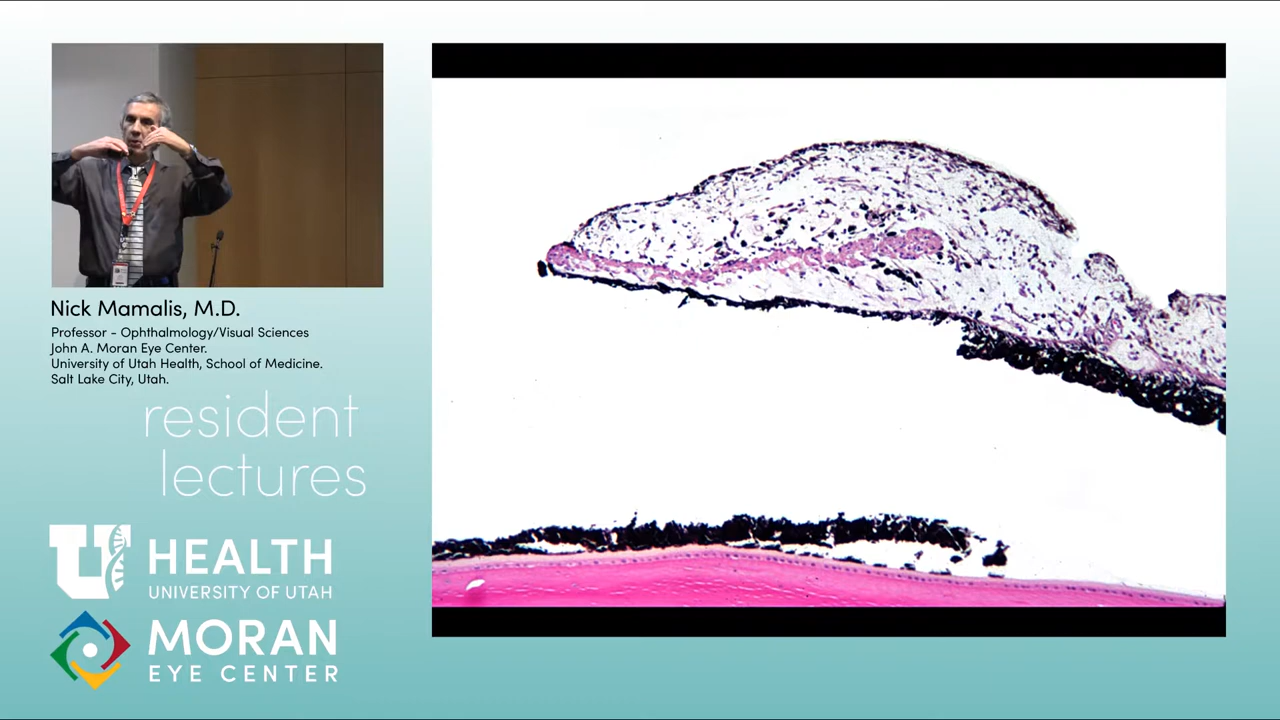 Nick Mamalis, M.D.
Professor - Ophthalmology/Visual Sciences
John A. Moran Eye Center.
University of Utah Health, School of Medicine.
Salt Lake City, Utah.
resident
lectures
U HEALTH
UNIVERSITY OF UTAH
MORAN
EYE CENTER